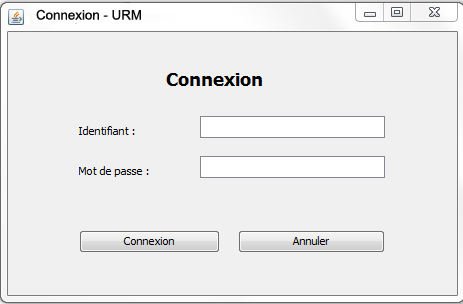 Connexion - URM
Connexion
Identifiant :
Mot de passe :
Connexion Annuler